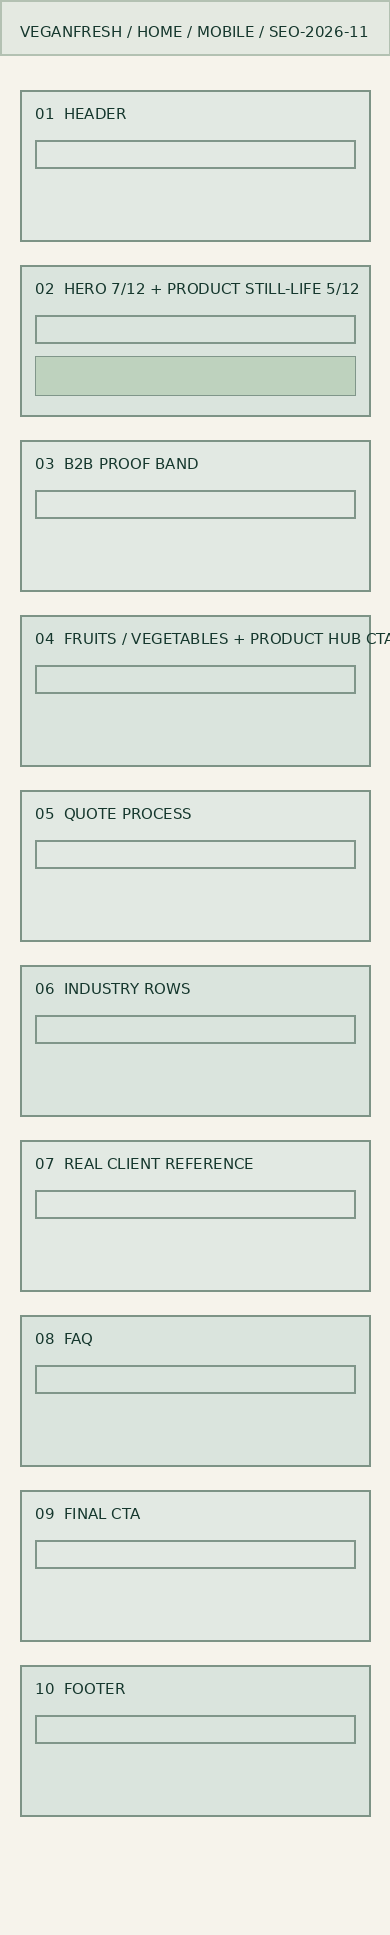 VEGANFRESH / HOME / MOBILE / SEO-2026-11
01 HEADER
02 HERO 7/12 + PRODUCT STILL-LIFE 5/12
03 B2B PROOF BAND
04 FRUITS / VEGETABLES + PRODUCT HUB CTA
05 QUOTE PROCESS
06 INDUSTRY ROWS
07 REAL CLIENT REFERENCE
08 FAQ
09 FINAL CTA
10 FOOTER